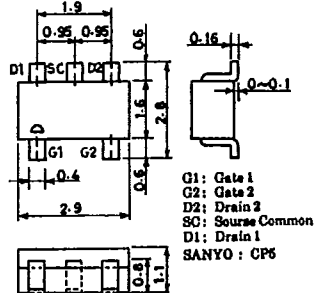 1.9
0.95 0.95
D1 SC D2
0.6
2.8
1.6
G1 G2
0.4
0.6
2.9
0.16
0~0.1
G1: Gate 1
G2: Gate 2
D2: Drain 2
SC: Sourse Common
D1: Drain 1
SANYO : CP5
0.8
1.1